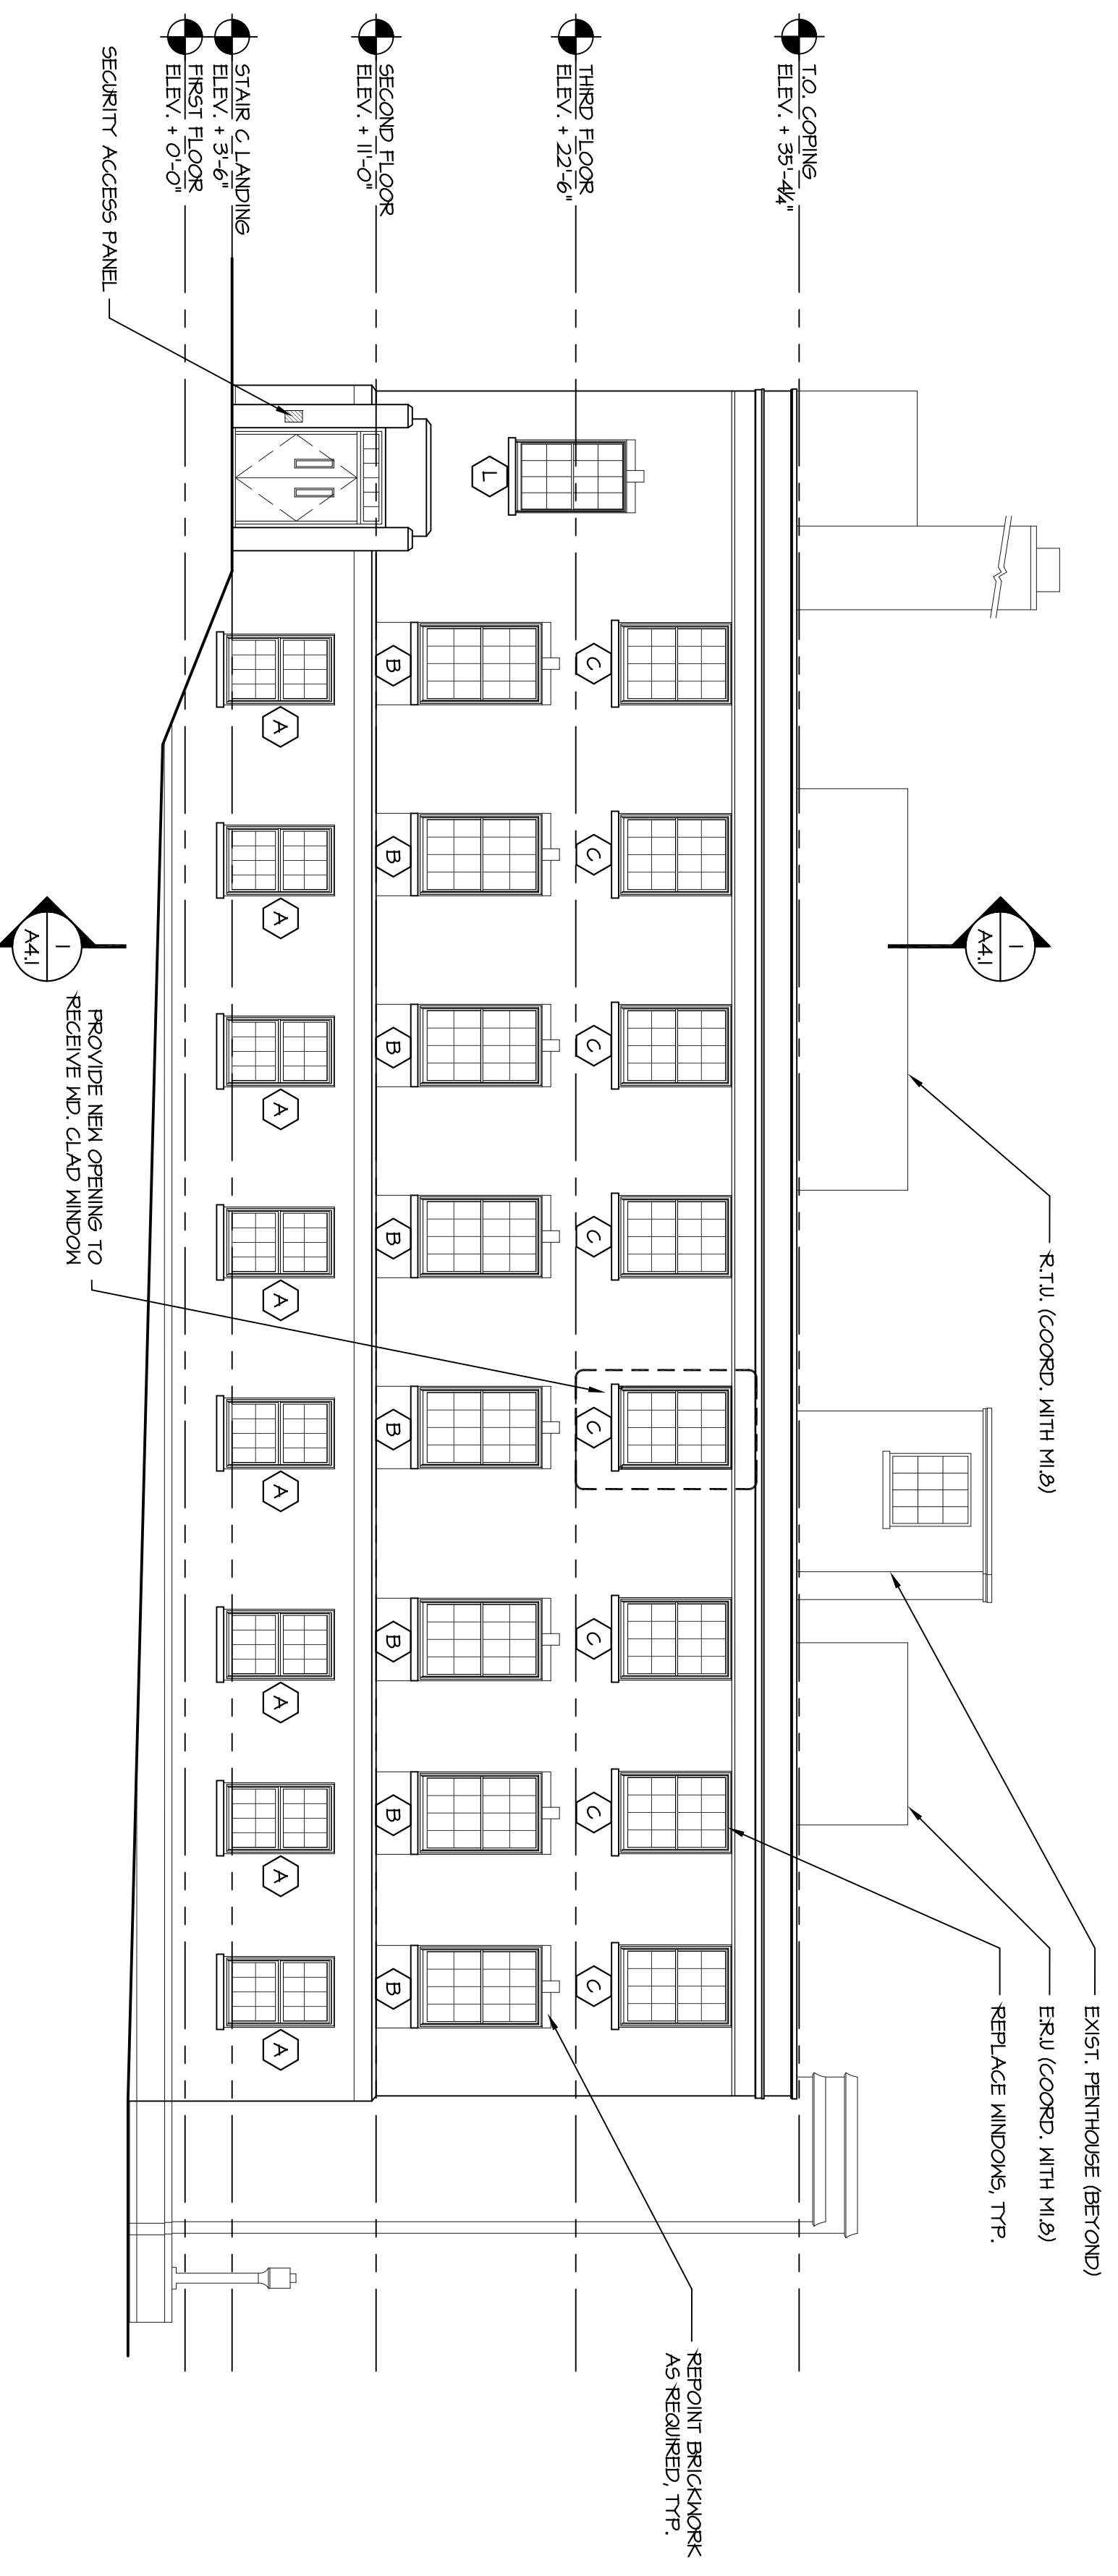 T.O. COPING
ELEV. + 35'-4¼"
THIRD FLOOR
ELEV. + 22'-6"
SECOND FLOOR
ELEV. + 11'-0"
STAIR C LANDING
ELEV. + 3'-6"
FIRST FLOOR
ELEV. + 0'-0"
SECURITY ACCESS PANEL
EXIST. PENTHOUSE (BEYOND)
E.R.U (COORD. WITH M1.8)
R.T.U. (COORD. WITH M1.8)
REPLACE WINDOWS, TYP.
1
A4.1
REPOINT BRICKWORK
AS REQUIRED, TYP.
C C C C C C C C
L
B B B B B B B B
A A A A A A A A
PROVIDE NEW OPENING TO
RECEIVE WD. CLAD WINDOW
1
A4.1